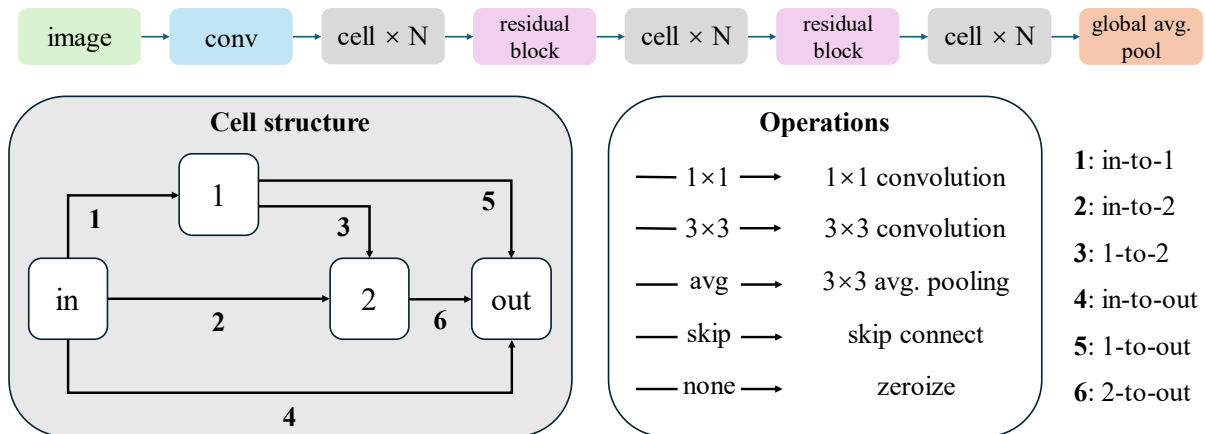 image
conv
cell × N
residual
block
cell × N
residual
block
cell × N
global avg.
pool
Cell structure
1
in
2
out
1
2
3
4
5
6
Operations
1×1 1×1 convolution
3×3 3×3 convolution
avg 3×3 avg. pooling
skip skip connect
none zeroize
1: in-to-1
2: in-to-2
3: 1-to-2
4: in-to-out
5: 1-to-out
6: 2-to-out